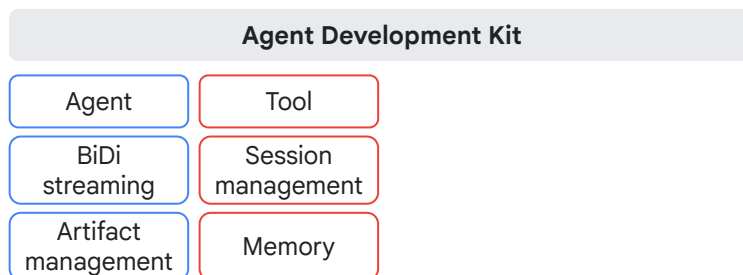 Agent Development Kit
Agent
Tool
BiDi
streaming
Session
management
Artifact
management
Memory